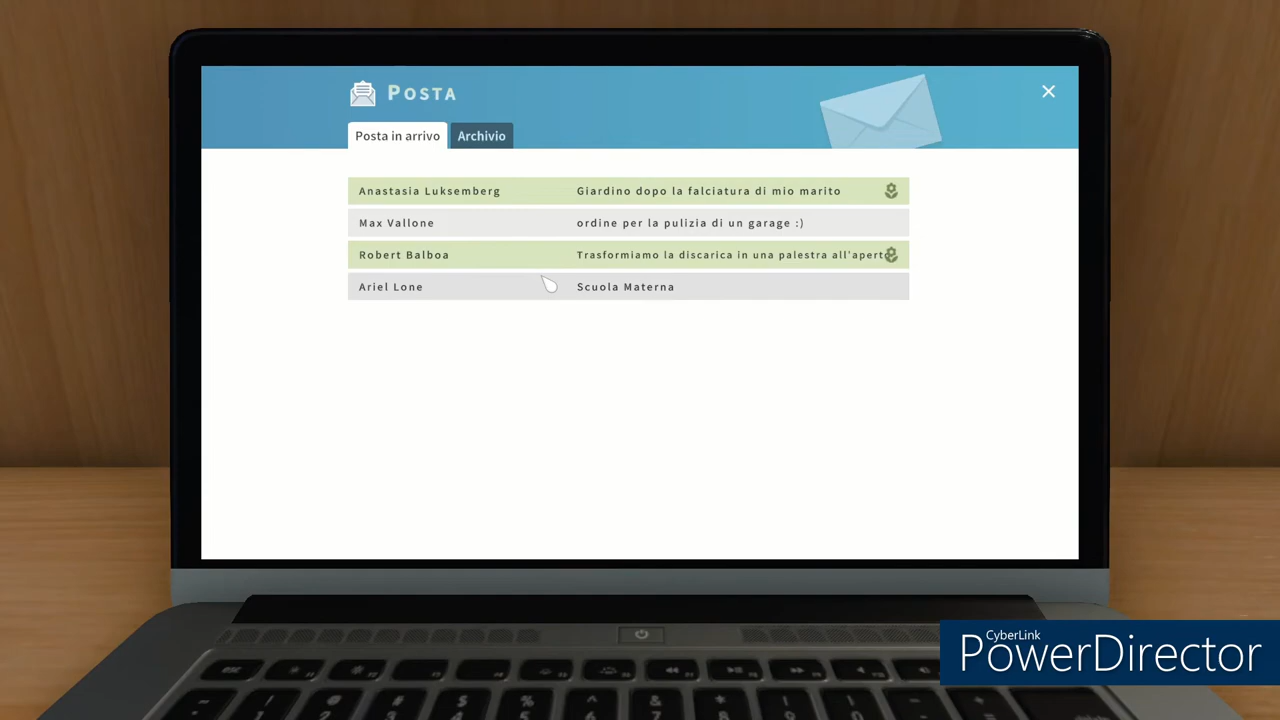 Posta
Posta in arrivo
Archivio
Anastasia Luksemberg Giardino dopo la falciatura di mio marito
Max Vallone ordine per la pulizia di un garage :)
Robert Balboa Trasformiamo la discarica in una palestra all'apert
Ariel Lone Scuola Materna
esc
CyberLink
PowerDirector